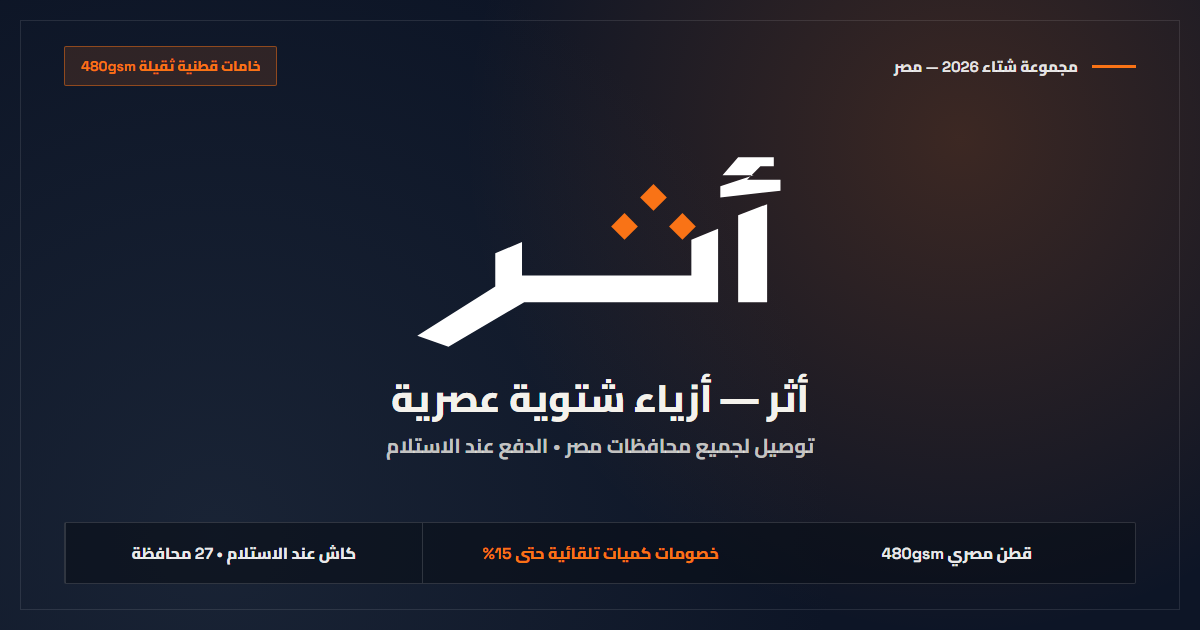 مجموعة شتاء 2026 — مصر
خامات قطنية ثقيلة 480gsm
أثر
أثر — أزياء شتوية عصرية
توصيل لجميع محافظات مصر • الدفع عند الاستلام
قطن مصري 480gsm
خصومات كميات تلقائية حتى 15%
كاش عند الاستلام • 27 محافظة